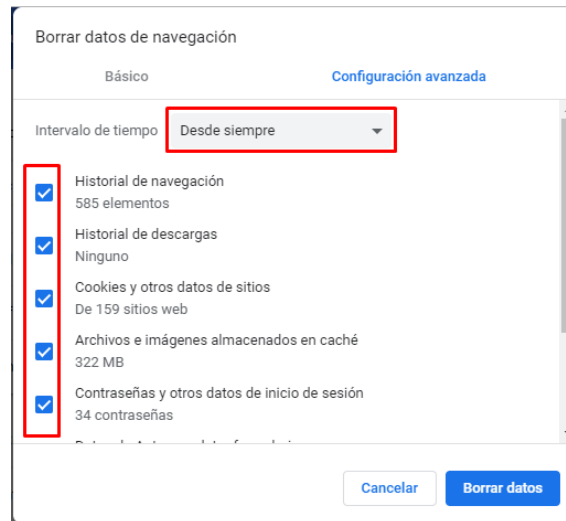 Borrar datos de navegación
Básico Configuración avanzada
Intervalo de tiempo Desde siempre
Historial de navegación
585 elementos
Historial de descargas
Ninguno
Cookies y otros datos de sitios
De 159 sitios web
Archivos e imágenes almacenados en caché
322 MB
Contraseñas y otros datos de inicio de sesión
34 contraseñas
Cancelar Borrar datos